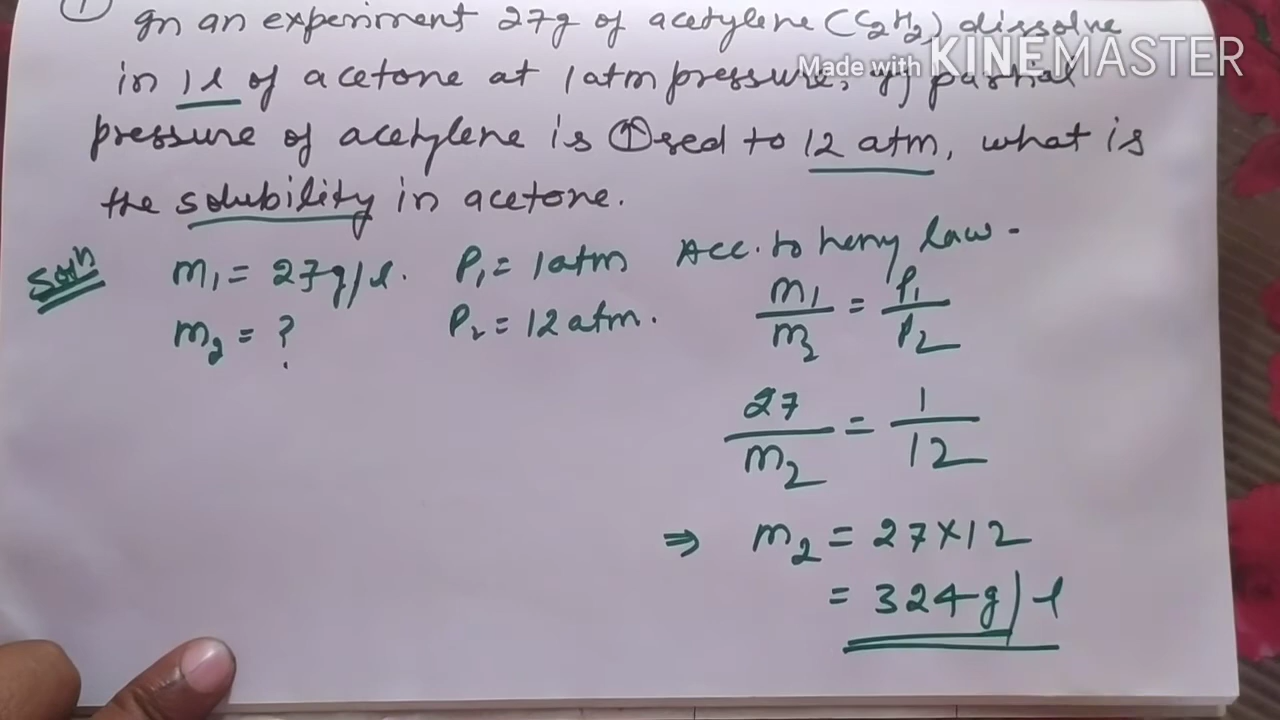 ① In an experiment 27g of acetylene (C2H2) dissolve
Made with KINEMASTER
in 1l of acetone at 1atm pressure, if partial
pressure of acetylene is ↑sed to 12 atm, what is
the solubility in acetone.
Soln m1 = 27g/l. P1 = 1atm Acc. to henry law -
m2 = ? P2 = 12 atm.
m1/m2 = P1/P2
27/m2 = 1/12
⇒ m2 = 27×12
= 324g/l